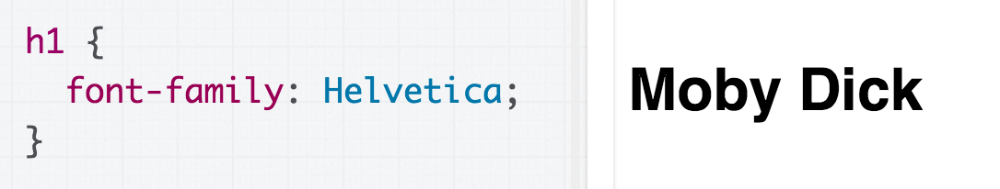 h1 {
  font-family: Helvetica;
}
Moby Dick